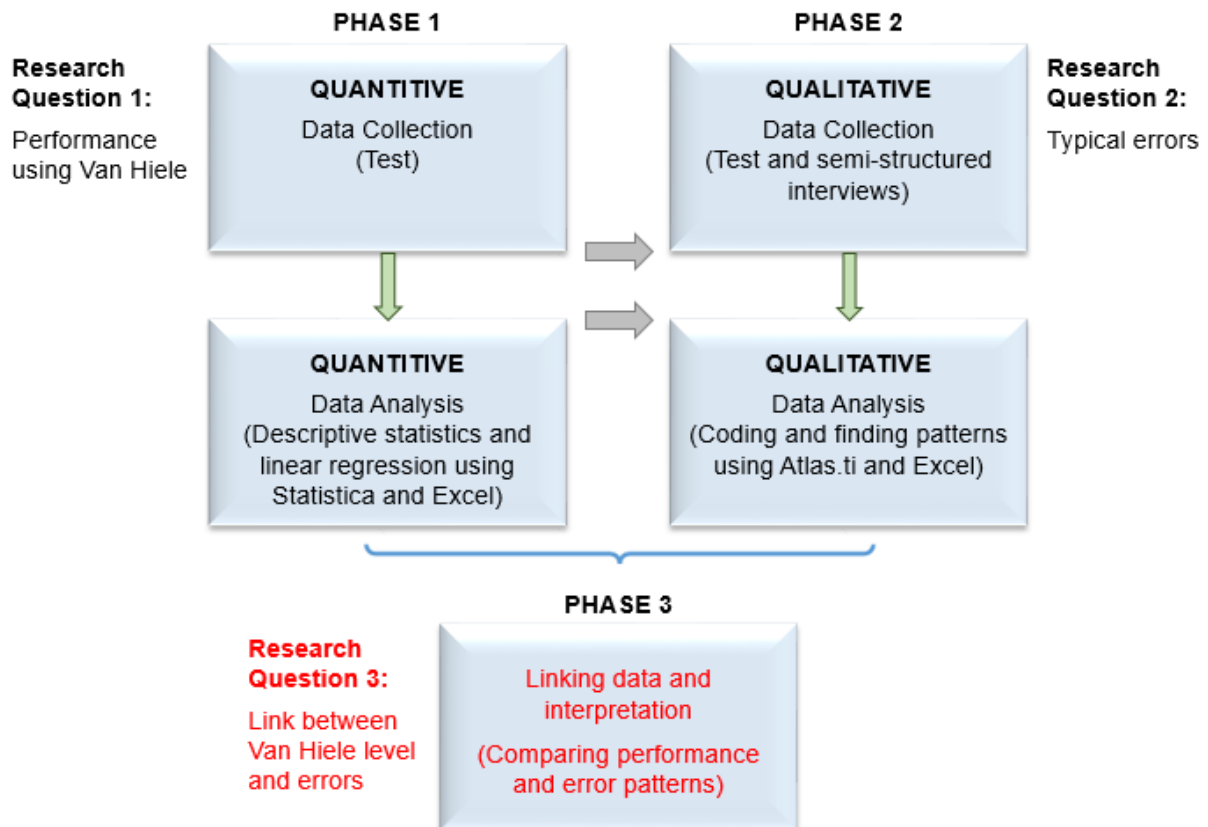 PHASE 1
Research
Question 1:
Performance
using Van Hiele
QUANTITIVE
Data Collection
(Test)
QUANTITIVE
Data Analysis
(Descriptive statistics and
linear regression using
Statistica and Excel)
PHASE 2
QUALITATIVE
Data Collection
(Test and semi-structured
interviews)
Research
Question 2:
Typical errors
QUALITATIVE
Data Analysis
(Coding and finding patterns
using Atlas.ti and Excel)
PHASE 3
Research
Question 3:
Link between
Van Hiele level
and errors
Linking data and
interpretation
(Comparing performance
and error patterns)